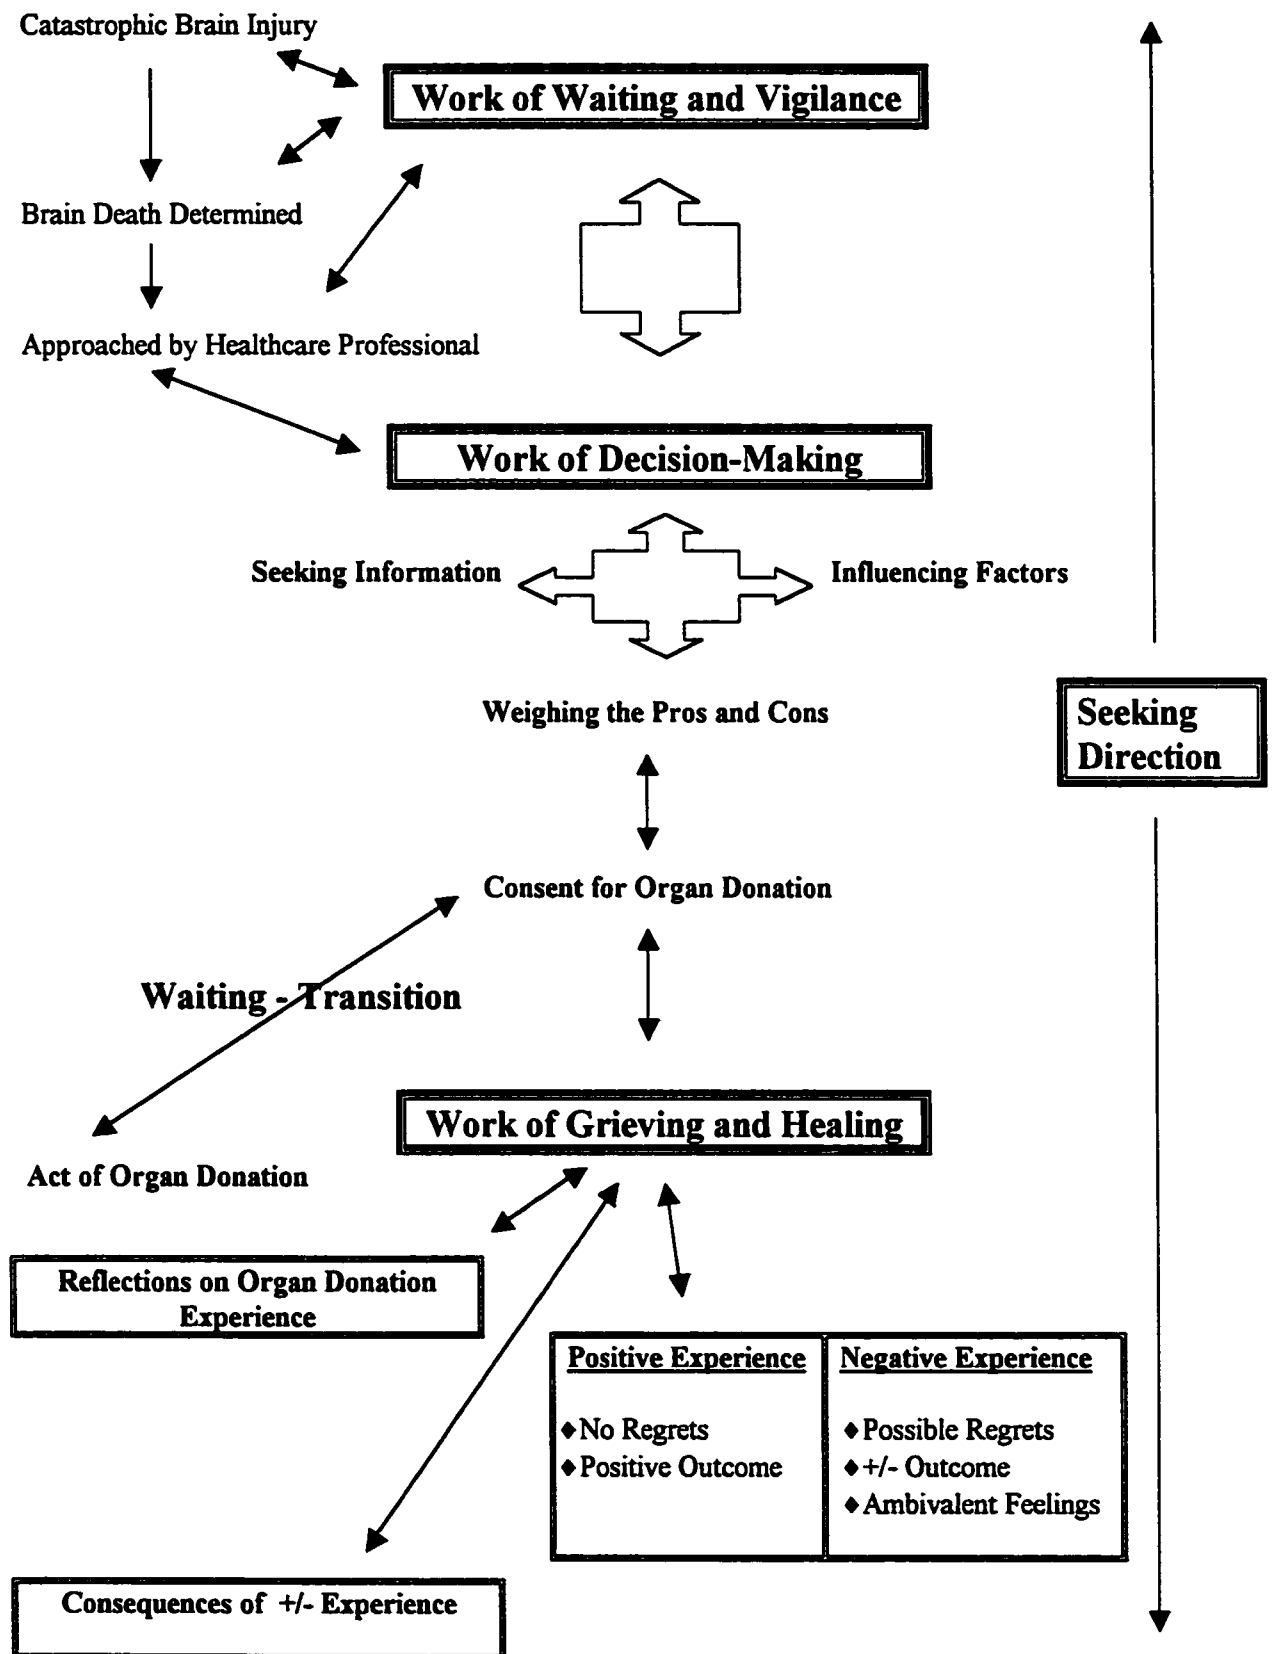 Catastrophic Brain Injury
Work of Waiting and Vigilance
Brain Death Determined
Approached by Healthcare Professional
Work of Decision-Making
Seeking Information
Influencing Factors
Weighing the Pros and Cons
Seeking
Direction
Consent for Organ Donation
Waiting - Transition
Work of Grieving and Healing
Act of Organ Donation
Reflections on Organ Donation
Experience
Positive Experience
♦No Regrets
♦Positive Outcome
Negative Experience
♦Possible Regrets
♦+/- Outcome
♦Ambivalent Feelings
Consequences of +/- Experience